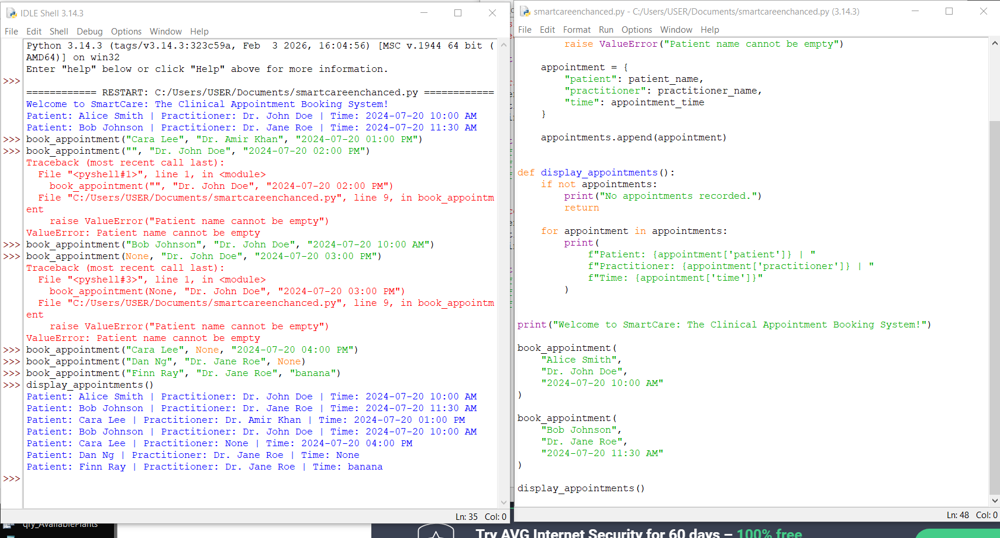 IDLE Shell 3.14.3
File Edit Shell Debug Options Window Help
Python 3.14.3 (tags/v3.14.3:323c59a, Feb  3 2026, 16:04:56) [MSC v.1944 64 bit (
AMD64)] on win32
Enter "help" below or click "Help" above for more information.
>>>
============ RESTART: C:/Users/USER/Documents/smartcareenchanced.py ============
Welcome to SmartCare: The Clinical Appointment Booking System!
Patient: Alice Smith | Practitioner: Dr. John Doe | Time: 2024-07-20 10:00 AM
Patient: Bob Johnson | Practitioner: Dr. Jane Roe | Time: 2024-07-20 11:30 AM
>>> book_appointment("Cara Lee", "Dr. Amir Khan", "2024-07-20 01:00 PM")
>>> book_appointment("", "Dr. John Doe", "2024-07-20 02:00 PM")
Traceback (most recent call last):
  File "<pyshell#1>", line 1, in <module>
    book_appointment("", "Dr. John Doe", "2024-07-20 02:00 PM")
  File "C:/Users/USER/Documents/smartcareenchanced.py", line 9, in book_appointm
ent
    raise ValueError("Patient name cannot be empty")
ValueError: Patient name cannot be empty
>>> book_appointment("Bob Johnson", "Dr. John Doe", "2024-07-20 10:00 AM")
>>> book_appointment(None, "Dr. John Doe", "2024-07-20 03:00 PM")
Traceback (most recent call last):
  File "<pyshell#3>", line 1, in <module>
    book_appointment(None, "Dr. John Doe", "2024-07-20 03:00 PM")
  File "C:/Users/USER/Documents/smartcareenchanced.py", line 9, in book_appointm
ent
    raise ValueError("Patient name cannot be empty")
ValueError: Patient name cannot be empty
>>> book_appointment("Cara Lee", None, "2024-07-20 04:00 PM")
>>> book_appointment("Dan Ng", "Dr. Jane Roe", None)
>>> book_appointment("Finn Ray", "Dr. Jane Roe", "banana")
>>> display_appointments()
Patient: Alice Smith | Practitioner: Dr. John Doe | Time: 2024-07-20 10:00 AM
Patient: Bob Johnson | Practitioner: Dr. Jane Roe | Time: 2024-07-20 11:30 AM
Patient: Cara Lee | Practitioner: Dr. Amir Khan | Time: 2024-07-20 01:00 PM
Patient: Bob Johnson | Practitioner: Dr. John Doe | Time: 2024-07-20 10:00 AM
Patient: Cara Lee | Practitioner: None | Time: 2024-07-20 04:00 PM
Patient: Dan Ng | Practitioner: Dr. Jane Roe | Time: None
Patient: Finn Ray | Practitioner: Dr. Jane Roe | Time: banana
>>>
Ln: 35 Col: 0
smartcareenchanced.py - C:/Users/USER/Documents/smartcareenchanced.py (3.14.3)
File Edit Format Run Options Window Help
        raise ValueError("Patient name cannot be empty")
    appointment = {
        "patient": patient_name,
        "practitioner": practitioner_name,
        "time": appointment_time
    }
    appointments.append(appointment)
def display_appointments():
    if not appointments:
        print("No appointments recorded.")
        return
    for appointment in appointments:
        print(
            f"Patient: {appointment['patient']} | "
            f"Practitioner: {appointment['practitioner']} | "
            f"Time: {appointment['time']}"
        )
print("Welcome to SmartCare: The Clinical Appointment Booking System!")
book_appointment(
    "Alice Smith",
    "Dr. John Doe",
    "2024-07-20 10:00 AM"
)
book_appointment(
    "Bob Johnson",
    "Dr. Jane Roe",
    "2024-07-20 11:30 AM"
)
display_appointments()
Ln: 48 Col: 0
qry_AvailablePlants
Try AVG Internet Security for 60 days – 100% free